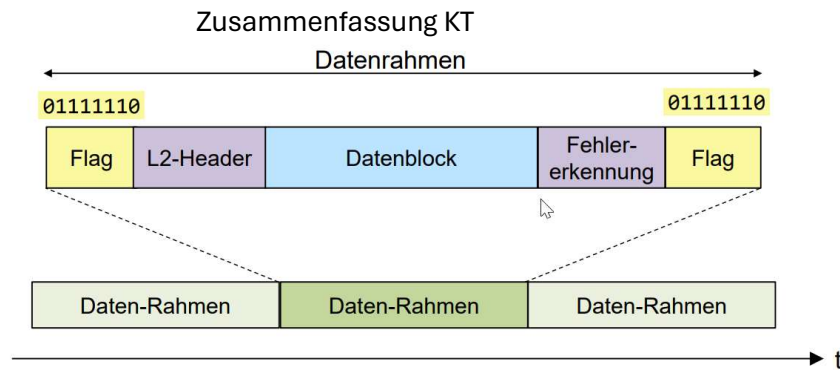 Zusammenfassung KT
Datenrahmen
01111110
01111110
Flag
L2-Header
Datenblock
Fehler-
erkennung
Flag
Daten-Rahmen
Daten-Rahmen
Daten-Rahmen
t